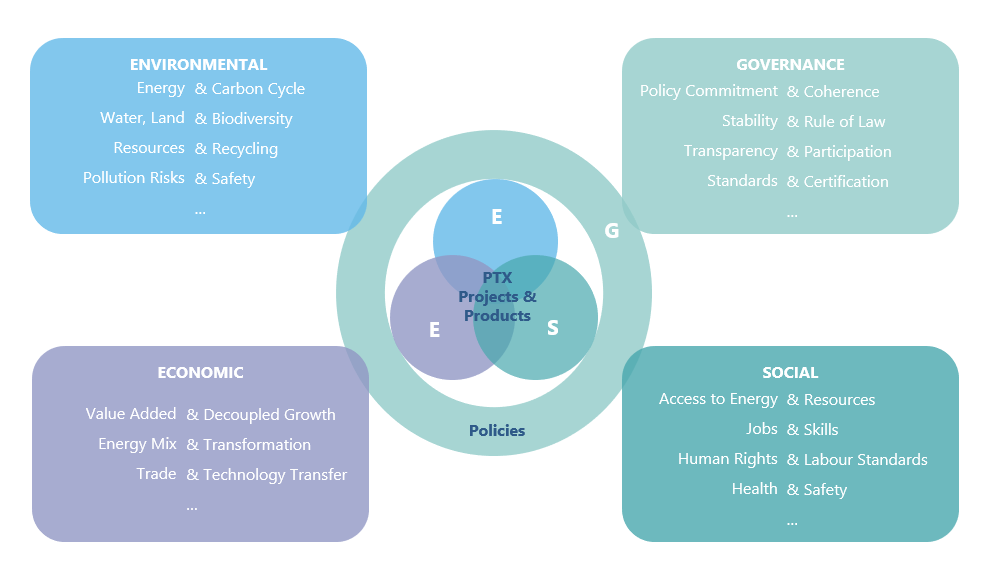 ENVIRONMENTAL
Energy & Carbon Cycle
Water, Land & Biodiversity
Resources & Recycling
Pollution Risks & Safety
...
GOVERNANCE
Policy Commitment & Coherence
Stability & Rule of Law
Transparency & Participation
Standards & Certification
...
E
G
PTX
Projects &
Products
E
S
Policies
ECONOMIC
Value Added & Decoupled Growth
Energy Mix & Transformation
Trade & Technology Transfer
...
SOCIAL
Access to Energy & Resources
Jobs & Skills
Human Rights & Labour Standards
Health & Safety
...